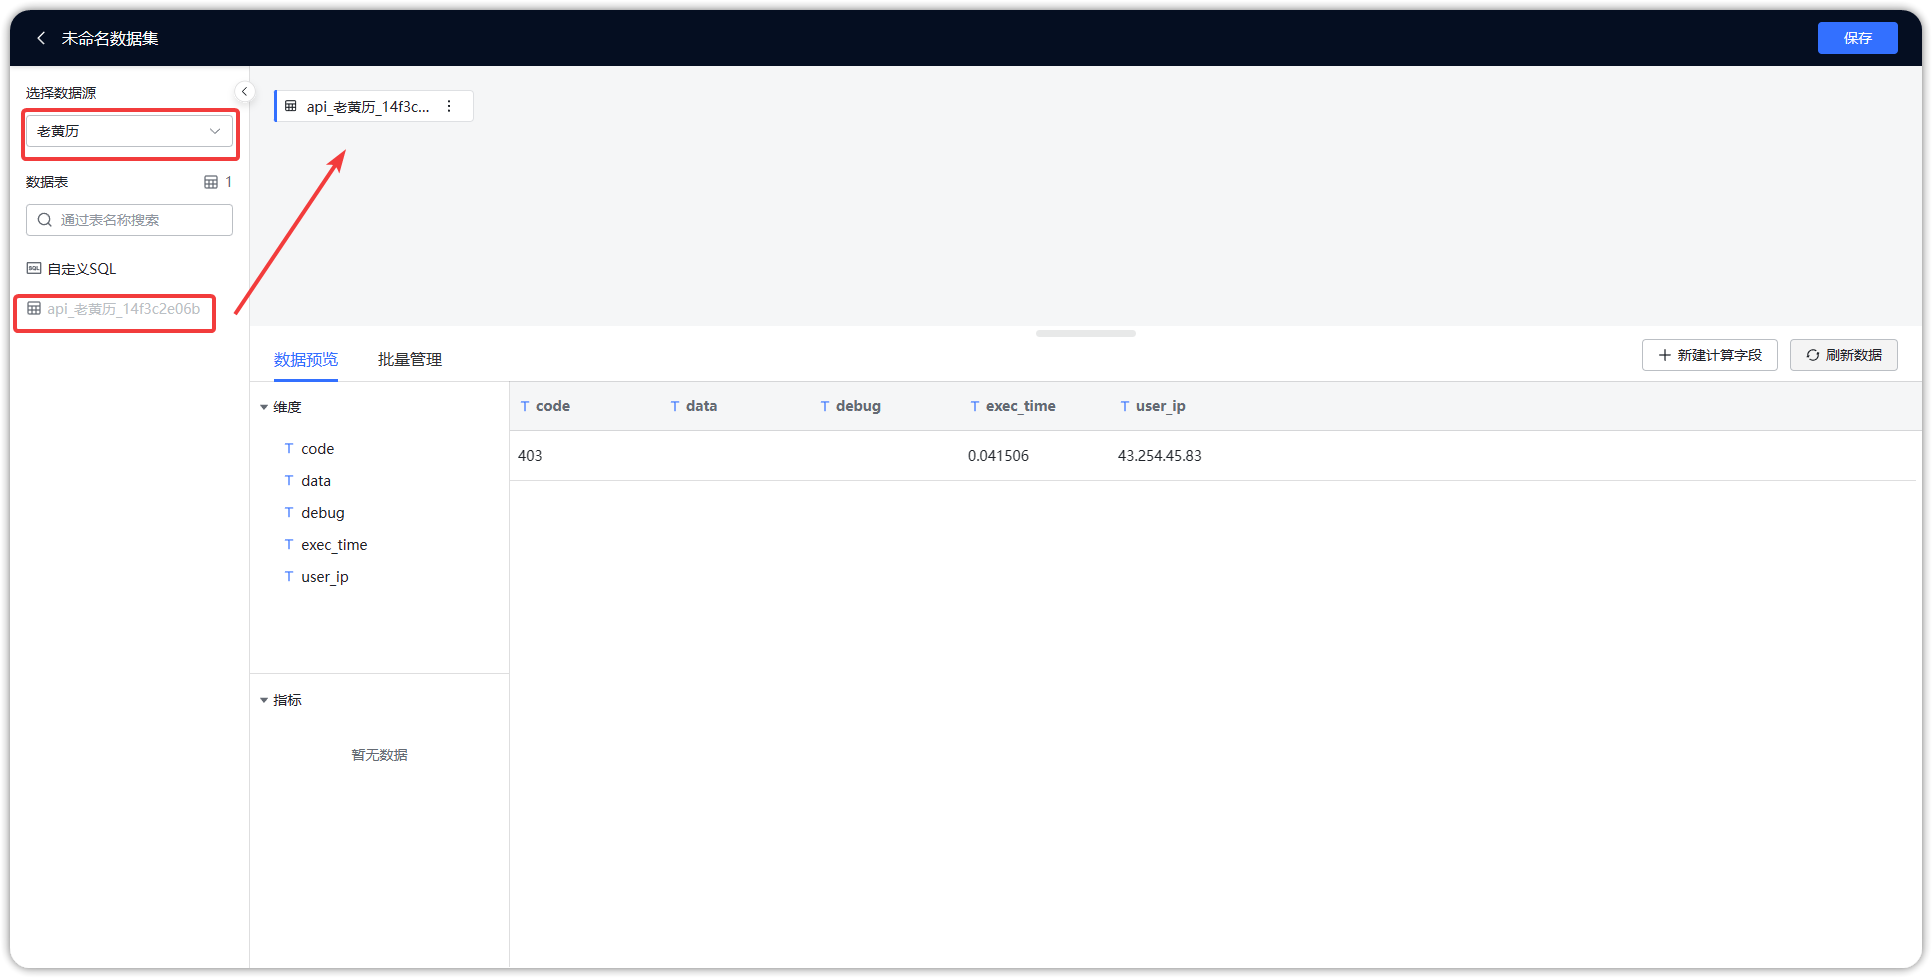 未命名数据集
保存
选择数据源
老黄历
数据表
1
通过表名称搜索
SQL 自定义SQL
api_老黄历_14f3c2e06b
api_老黄历_14f3c...
数据预览
批量管理
新建计算字段
刷新数据
维度
T code
T data
T debug
T exec_time
T user_ip
指标
暂无数据
T code T data T debug T exec_time T user_ip
403 0.041506 43.254.45.83